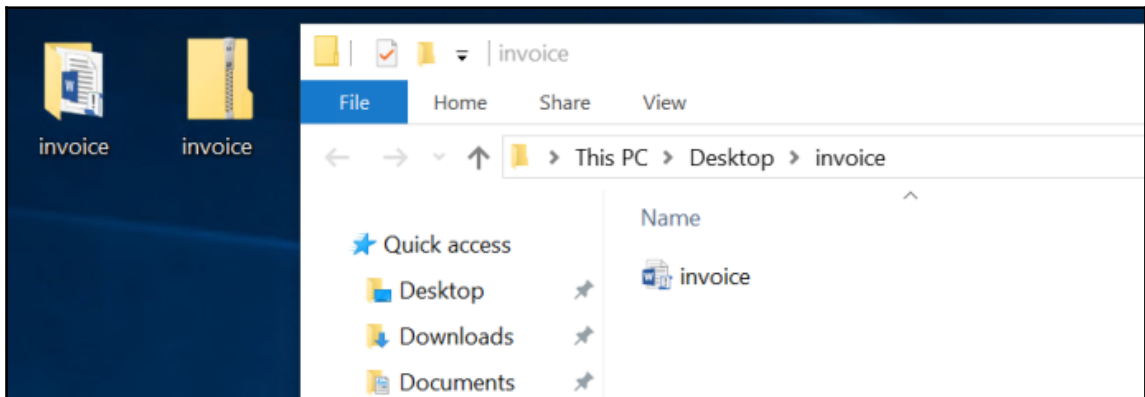 invoice
invoice
invoice
File Home Share View
This PC > Desktop > invoice
Name
Quick access
invoice
Desktop
Downloads
Documents